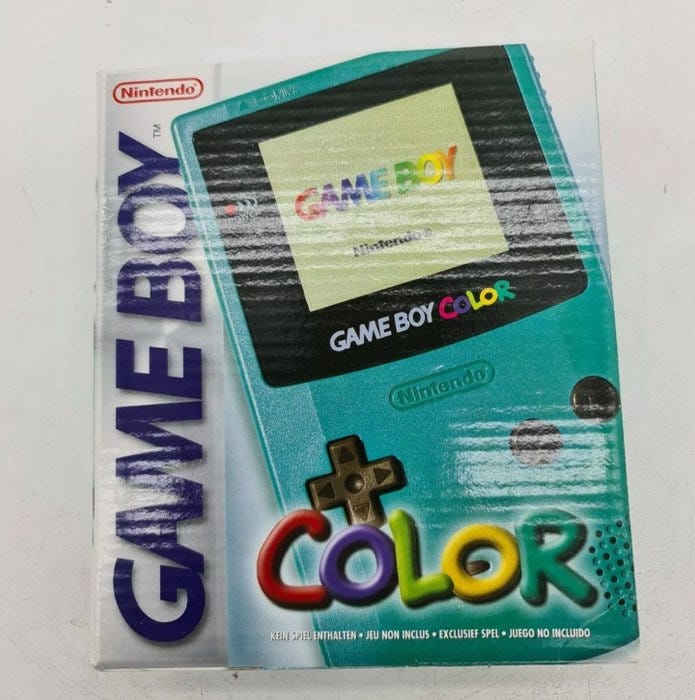 Nintendo®
GAME BOY™
COMM.
GAME BOY
Nintendo®
GAME BOY COLOR
Nintendo®
COLOR
KEIN SPIEL ENTHALTEN • JEU NON INCLUS • EXCLUSIEF SPEL • JUEGO NO INCLUIDO